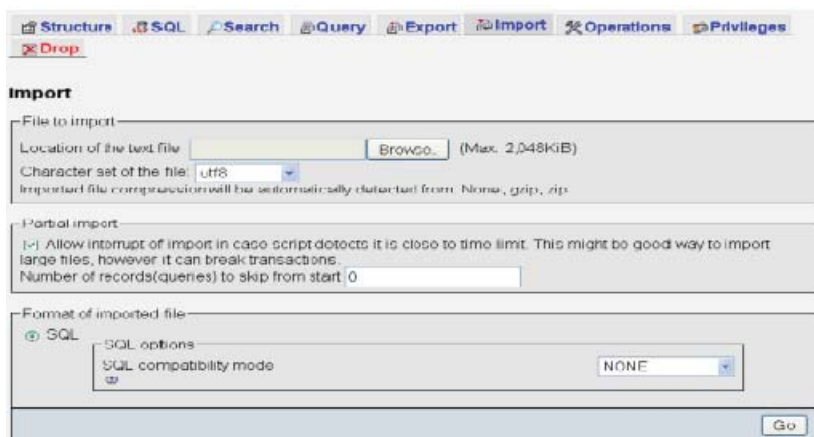 Structure SQL Search Query Export Import Operations Privileges
Drop
Import
File to import
Location of the text file Browse.. (Max. 2,048KiB)
Character set of the file: utf8
Imported file compression will be automatically detected from: None, gzip, zip
Partial import
Allow interrupt of import in case script detects it is close to time limit. This might be good way to import
large files, however it can break transactions.
Number of records(queries) to skip from start 0
Format of imported file
SQL
SQL options
SQL compatibility mode NONE
Go